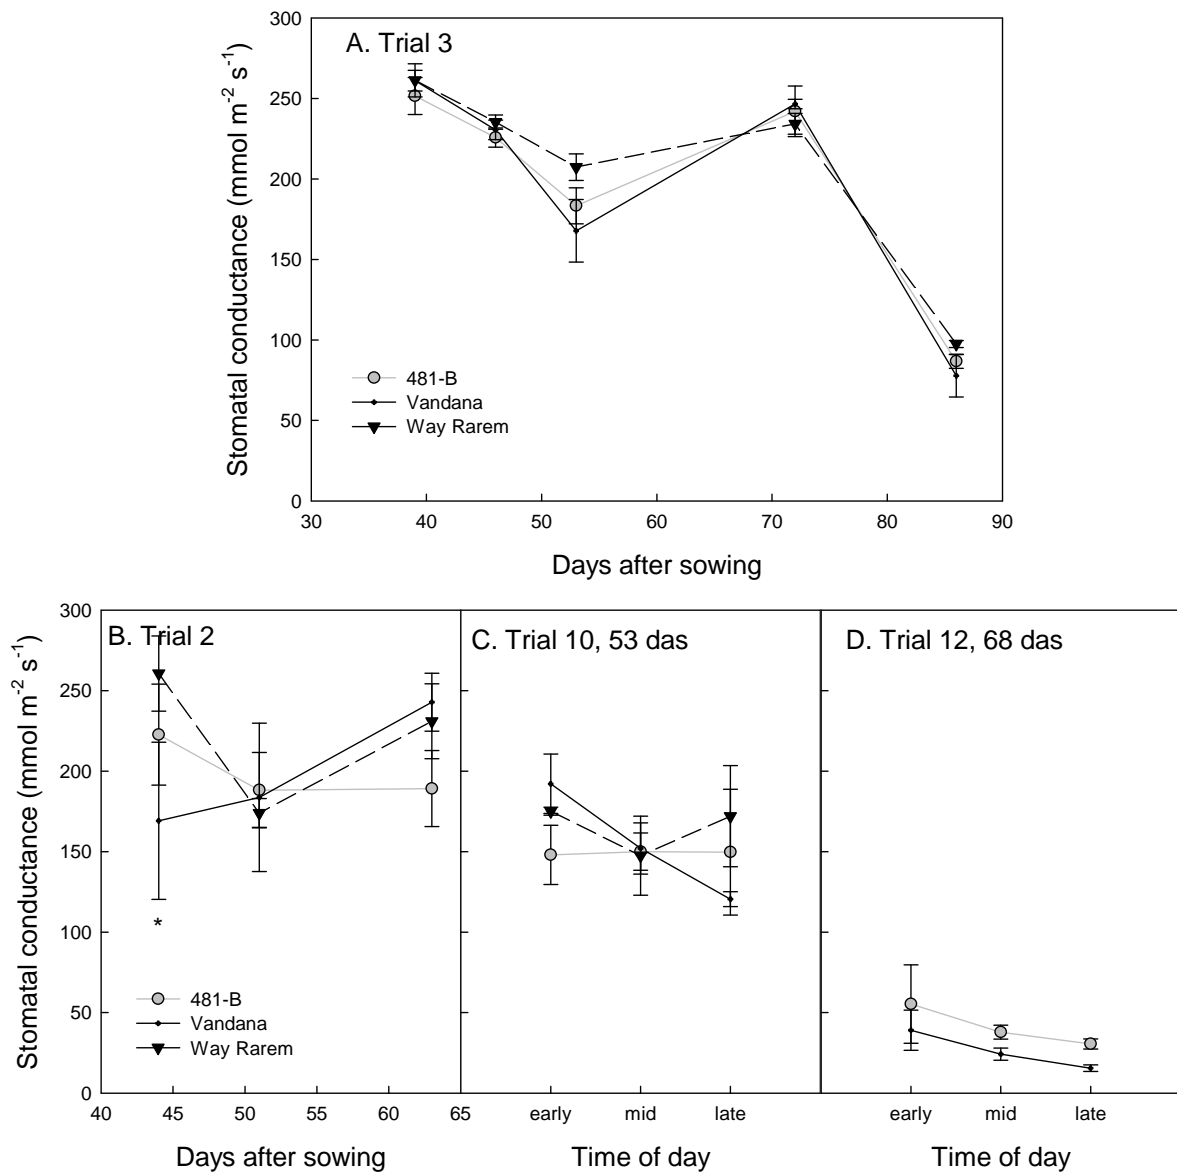 A. Trial 3
Stomatal conductance (mmol m⁻² s⁻¹)
300
250
200
150
100
50
0
481-B
Vandana
Way Rarem
30 40 50 60 70 80 90
Days after sowing
B. Trial 2
C. Trial 10, 53 das
D. Trial 12, 68 das
Stomatal conductance (mmol m⁻² s⁻¹)
300
250
200
150
100
50
0
*
481-B
Vandana
Way Rarem
40 45 50 55 60 65
early mid late
early mid late
Days after sowing
Time of day
Time of day